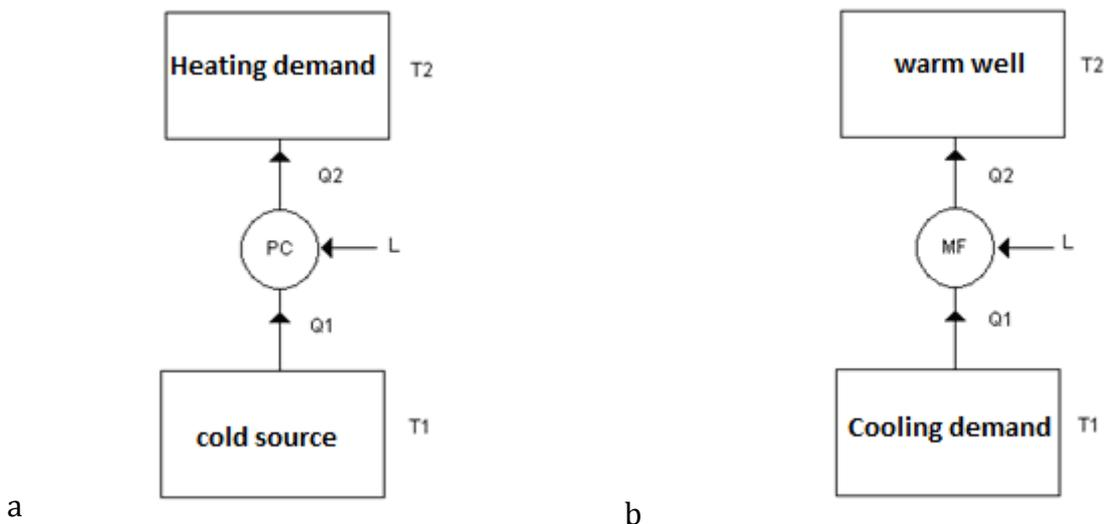 Heating demand
T2
Q2
PC
L
Q1
cold source
T1
a
warm well
T2
Q2
MF
L
Q1
Cooling demand
T1
b